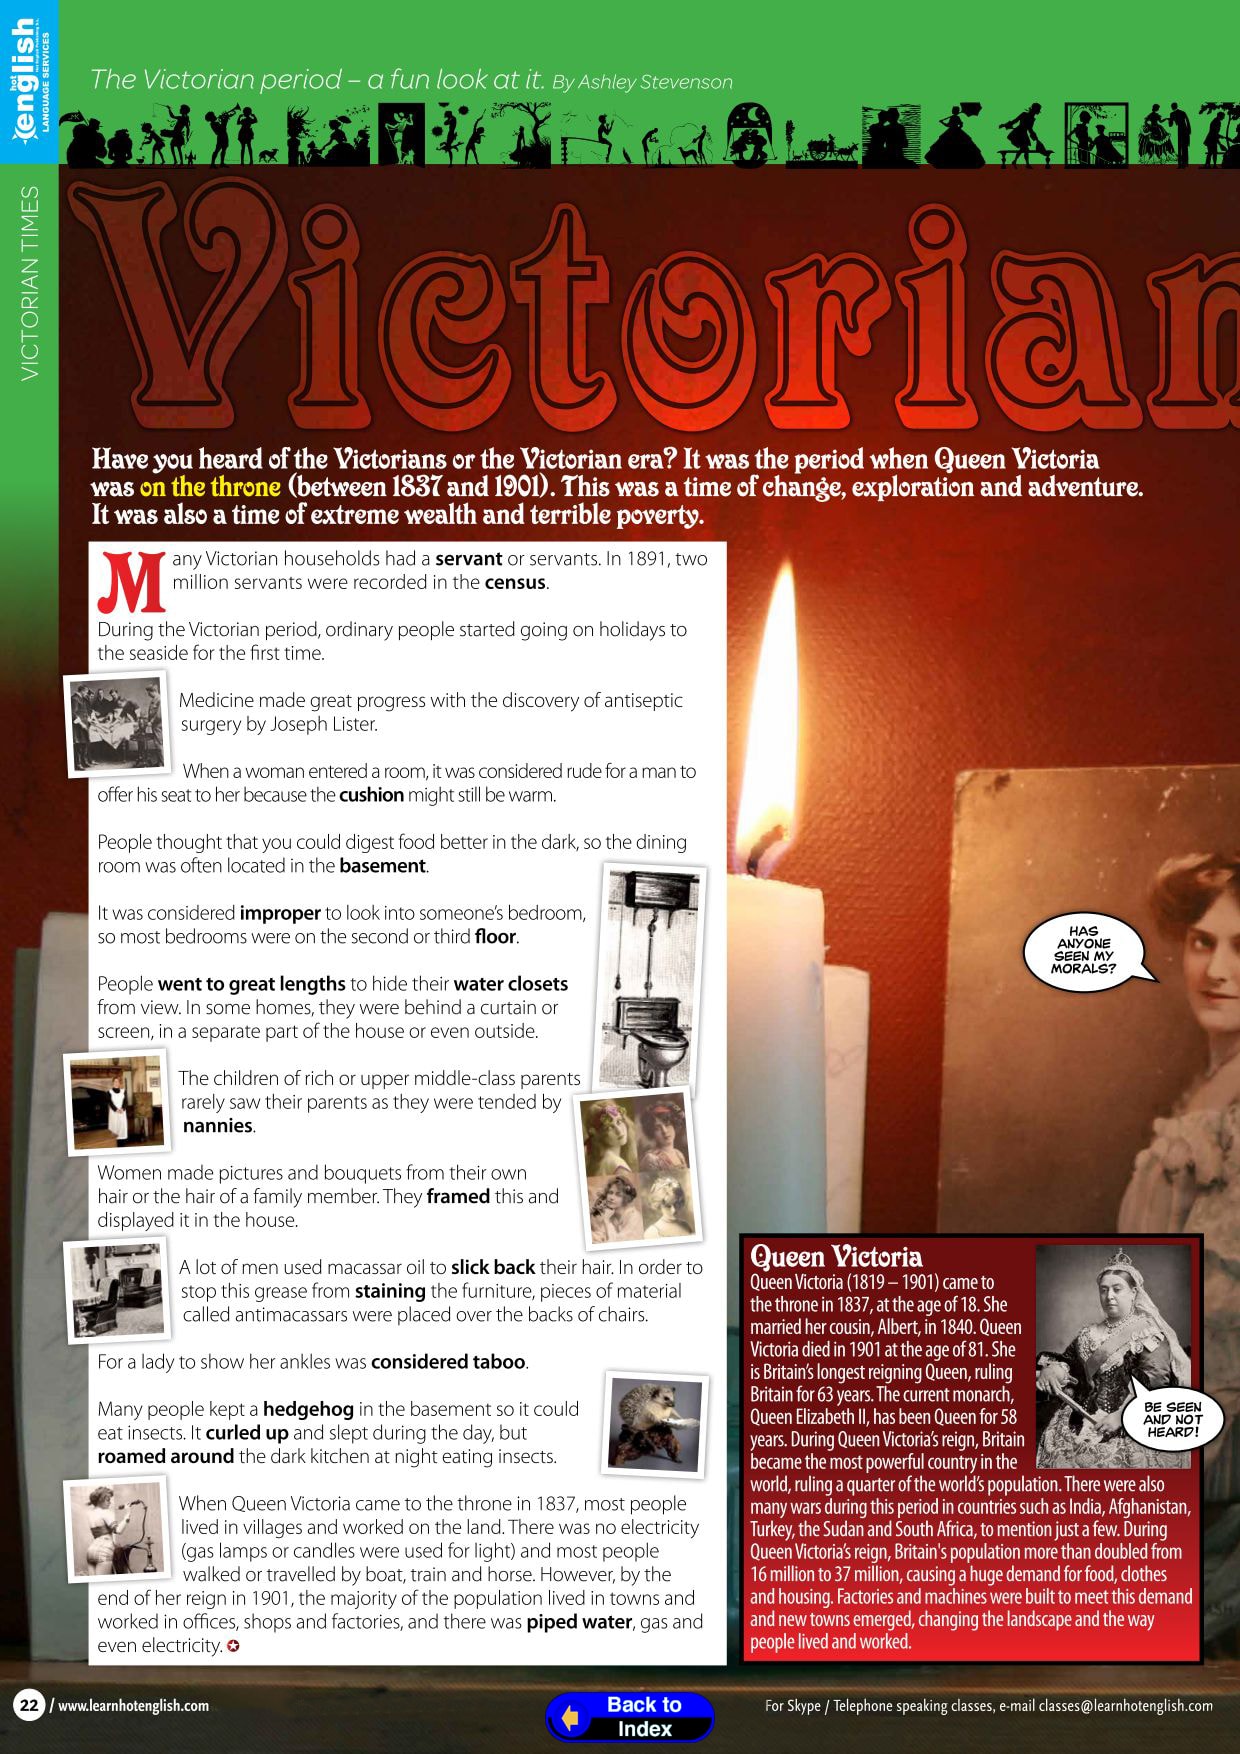 hot
english
LANGUAGE SERVICES
The Victorian period – a fun look at it. By Ashley Stevenson
VICTORIAN TIMES
Victorian
Have you heard of the Victorians or the Victorian era? It was the period when Queen Victoria
was on the throne (between 1837 and 1901). This was a time of change, exploration and adventure.
It was also a time of extreme wealth and terrible poverty.
Many Victorian households had a servant or servants. In 1891, two
million servants were recorded in the census.
During the Victorian period, ordinary people started going on holidays to
the seaside for the first time.
Medicine made great progress with the discovery of antiseptic
surgery by Joseph Lister.
When a woman entered a room, it was considered rude for a man to
offer his seat to her because the cushion might still be warm.
People thought that you could digest food better in the dark, so the dining
room was often located in the basement.
It was considered improper to look into someone's bedroom,
so most bedrooms were on the second or third floor.
People went to great lengths to hide their water closets
from view. In some homes, they were behind a curtain or
screen, in a separate part of the house or even outside.
The children of rich or upper middle-class parents
rarely saw their parents as they were tended by
nannies.
Women made pictures and bouquets from their own
hair or the hair of a family member. They framed this and
displayed it in the house.
A lot of men used macassar oil to slick back their hair. In order to
stop this grease from staining the furniture, pieces of material
called antimacassars were placed over the backs of chairs.
For a lady to show her ankles was considered taboo.
Many people kept a hedgehog in the basement so it could
eat insects. It curled up and slept during the day, but
roamed around the dark kitchen at night eating insects.
When Queen Victoria came to the throne in 1837, most people
lived in villages and worked on the land. There was no electricity
(gas lamps or candles were used for light) and most people
walked or travelled by boat, train and horse. However, by the
end of her reign in 1901, the majority of the population lived in towns and
worked in offices, shops and factories, and there was piped water, gas and
even electricity.
HAS
ANYONE
SEEN MY
MORALS?
Queen Victoria
Queen Victoria (1819 – 1901) came to
the throne in 1837, at the age of 18. She
married her cousin, Albert, in 1840. Queen
Victoria died in 1901 at the age of 81. She
is Britain's longest reigning Queen, ruling
Britain for 63 years. The current monarch,
Queen Elizabeth II, has been Queen for 58
years. During Queen Victoria's reign, Britain
became the most powerful country in the
world, ruling a quarter of the world's population. There were also
many wars during this period in countries such as India, Afghanistan,
Turkey, the Sudan and South Africa, to mention just a few. During
Queen Victoria's reign, Britain's population more than doubled from
16 million to 37 million, causing a huge demand for food, clothes
and housing. Factories and machines were built to meet this demand
and new towns emerged, changing the landscape and the way
people lived and worked.
BE SEEN
AND NOT
HEARD!
22 / www.learnhotenglish.com
Back to
Index
For Skype / Telephone speaking classes, e-mail classes@learnhotenglish.com